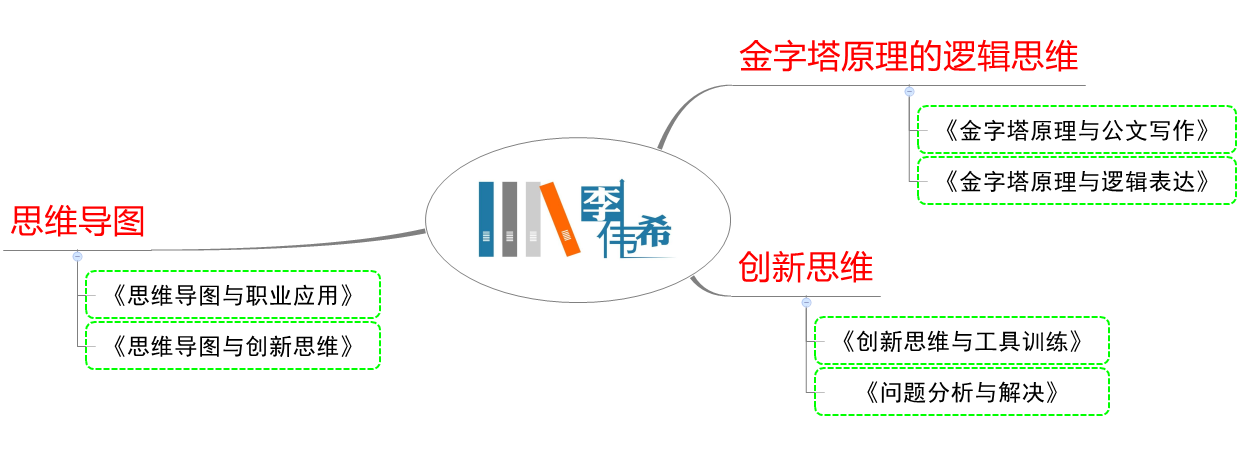 金字塔原理的逻辑思维
《金字塔原理与公文写作》
《金字塔原理与逻辑表达》
李
伟
希
思维导图
《思维导图与职业应用》
《思维导图与创新思维》
创新思维
《创新思维与工具训练》
《问题分析与解决》